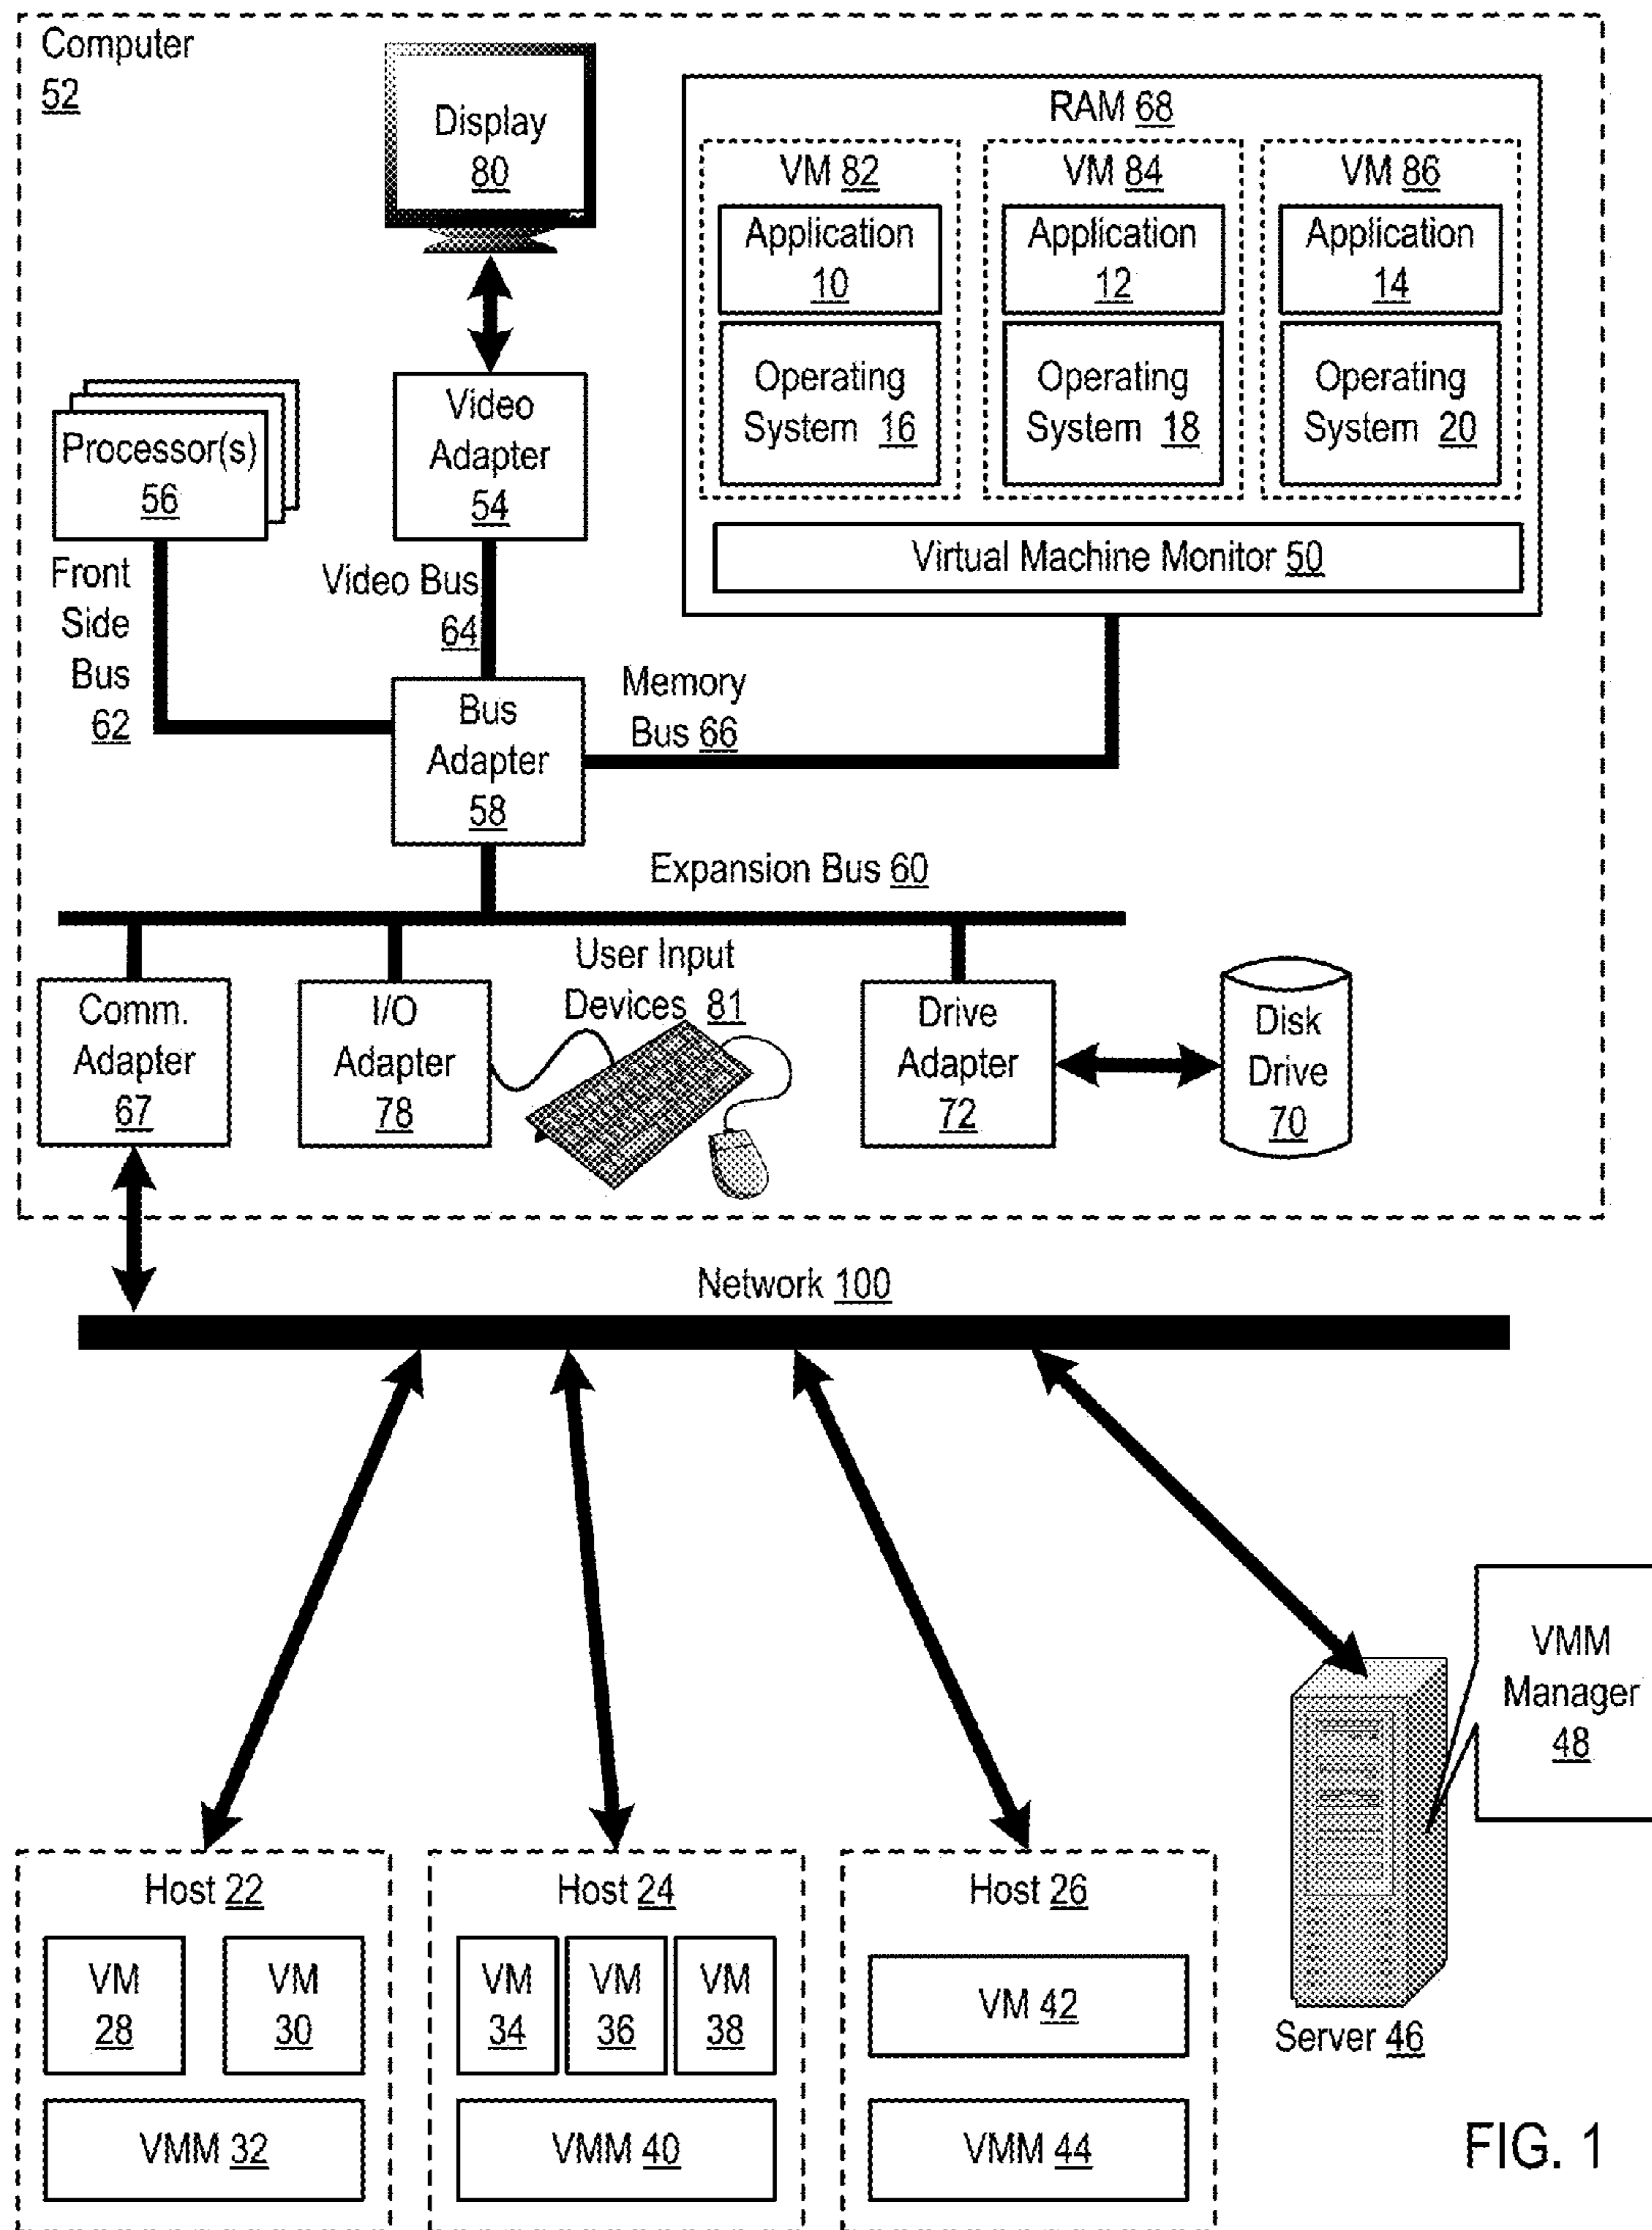 Computer
52
Display
80
RAM 68
VM 82
VM 84
VM 86
Application
10
Application
12
Application
14
Operating
System 16
Operating
System 18
Operating
System 20
Virtual Machine Monitor 50
Processor(s)
56
Video
Adapter
54
Front
Side
Bus
62
Video Bus
64
Bus
Adapter
58
Memory
Bus 66
Expansion Bus 60
Comm.
Adapter
67
I/O
Adapter
78
User Input
Devices 81
Drive
Adapter
72
Disk
Drive
70
Network 100
VMM
Manager
48
Server 46
Host 22
VM
28
VM
30
VMM 32
Host 24
VM
34
VM
36
VM
38
VMM 40
Host 26
VM 42
VMM 44
FIG. 1